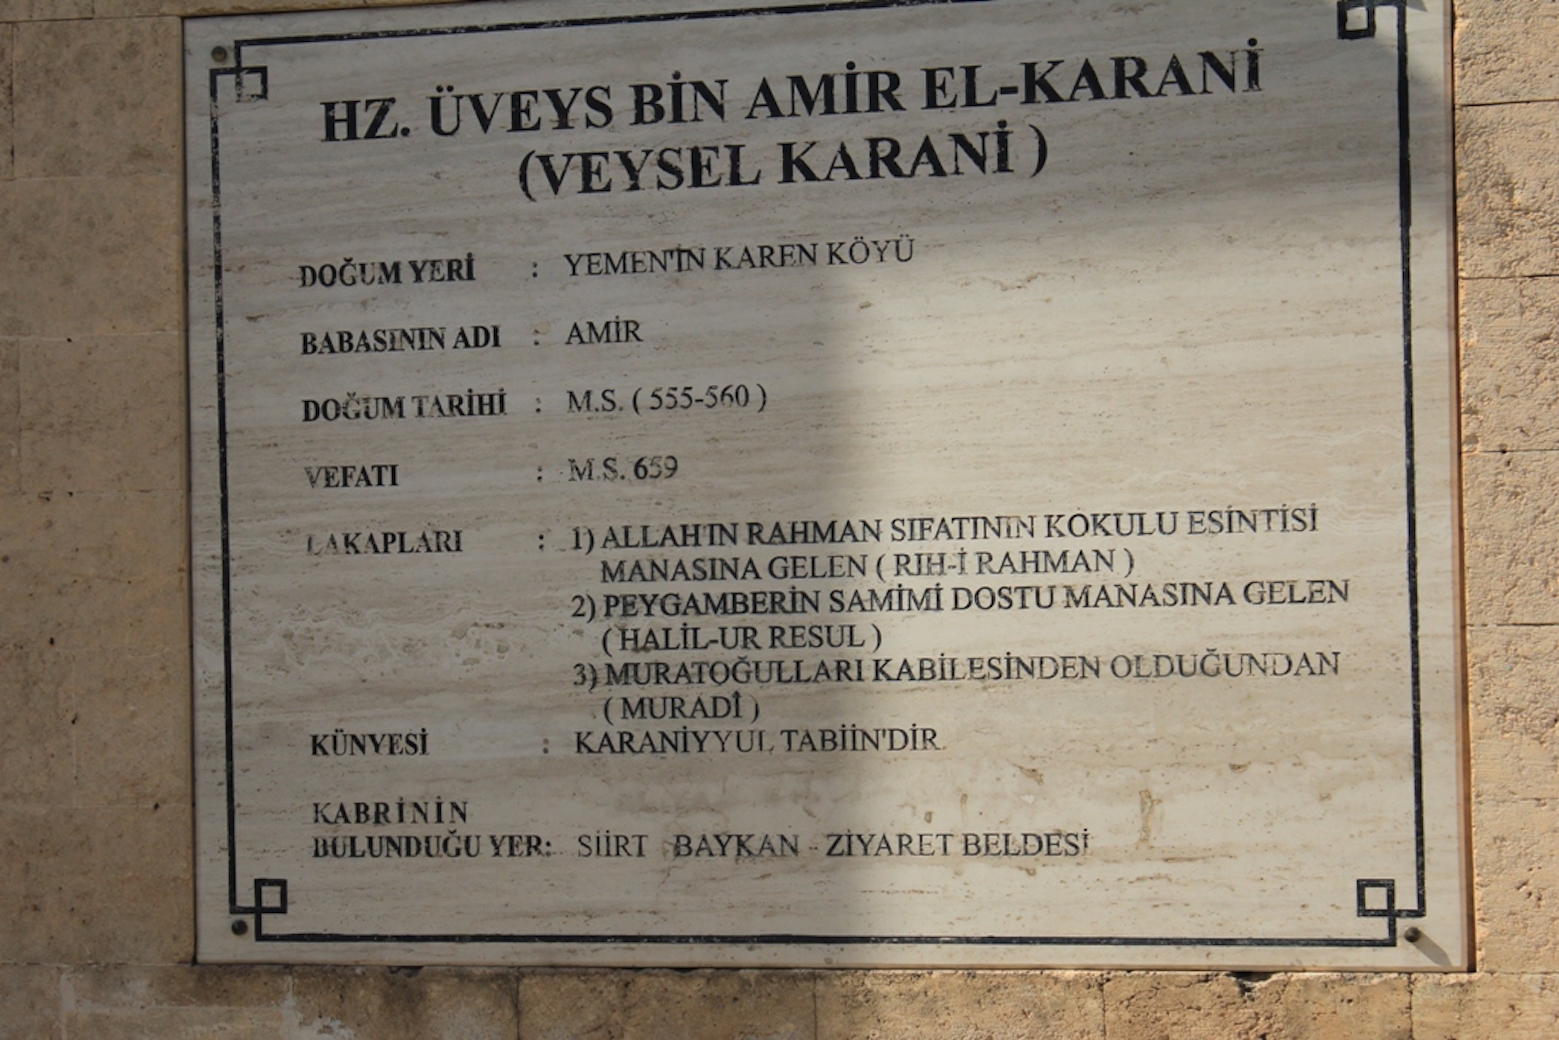 HZ. ÜVEYS BİN AMİR EL-KARANİ
(VEYSEL KARANİ )
DOĞUM YERİ : YEMEN'İN KAREN KÖYÜ
BABASININ ADI : AMİR
DOĞUM TARİHİ : M.S. ( 555-560 )
VEFATI : M.S. 659
LAKAPLARI : 1) ALLAH'IN RAHMAN SIFATININ KOKULU ESİNTİSİ
MANASINA GELEN ( RIH-İ RAHMAN )
2) PEYGAMBERİN SAMİMİ DOSTU MANASINA GELEN
( HALİL-UR RESUL )
3) MURATOĞULLARI KABİLESİNDEN OLDUĞUNDAN
( MURADÎ )
KÜNYESİ : KARANİYYUL TABİİN'DİR.
KABRİNİN
BULUNDUĞU YER: SİİRT BAYKAN - ZİYARET BELDESİ